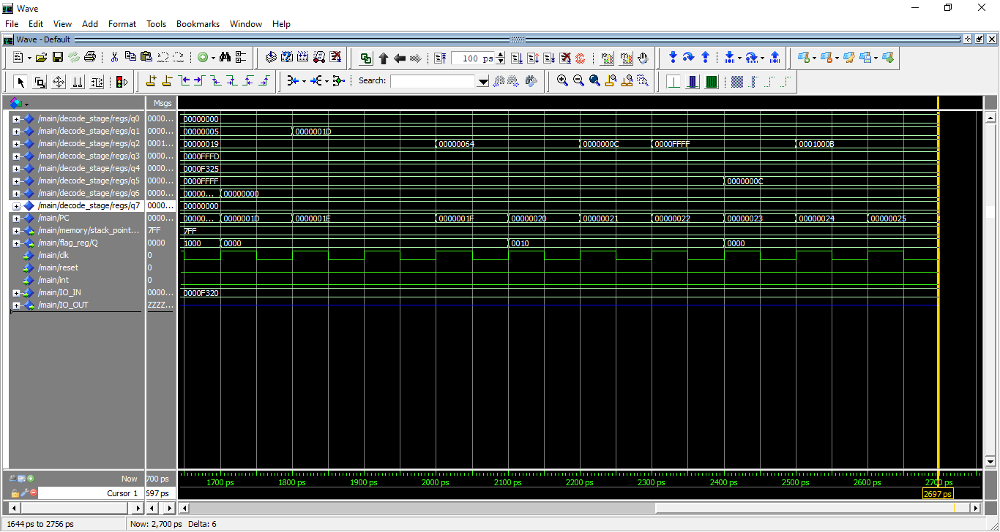 Wave
File Edit View Add Format Tools Bookmarks Window Help
Wave - Default
100 ps
Search:
Msgs
/main/decode_stage/regs/q0 0000... 00000000
/main/decode_stage/regs/q1 0000... 00000005 0000001D
/main/decode_stage/regs/q2 0001... 00000019 00000064 0000000C 0000FFFF 0001000B
/main/decode_stage/regs/q3 0000... 0000FFFD
/main/decode_stage/regs/q4 0000... 0000F325
/main/decode_stage/regs/q5 0000... 0000FFFF 0000000C
/main/decode_stage/regs/q6 0000... 00000... 00000000
/main/decode_stage/regs/q7 0000... 00000000
/main/PC 0000... 00000... 0000001D 0000001E 0000001F 00000020 00000021 00000022 00000023 00000024 00000025
/main/memory/stack_point... 7FF 7FF
/main/flag_reg/Q 0000 1000 0000 0010 0000
/main/clk 0
/main/reset 0
/main/int 0
/main/IO_IN 0000... 0000F320
/main/IO_OUT ZZZZ...
Now 700 ps 1700 ps 1800 ps 1900 ps 2000 ps 2100 ps 2200 ps 2300 ps 2400 ps 2500 ps 2600 ps 2700 ps
Cursor 1 697 ps 2697 ps
1644 ps to 2756 ps Now: 2,700 ps Delta: 6